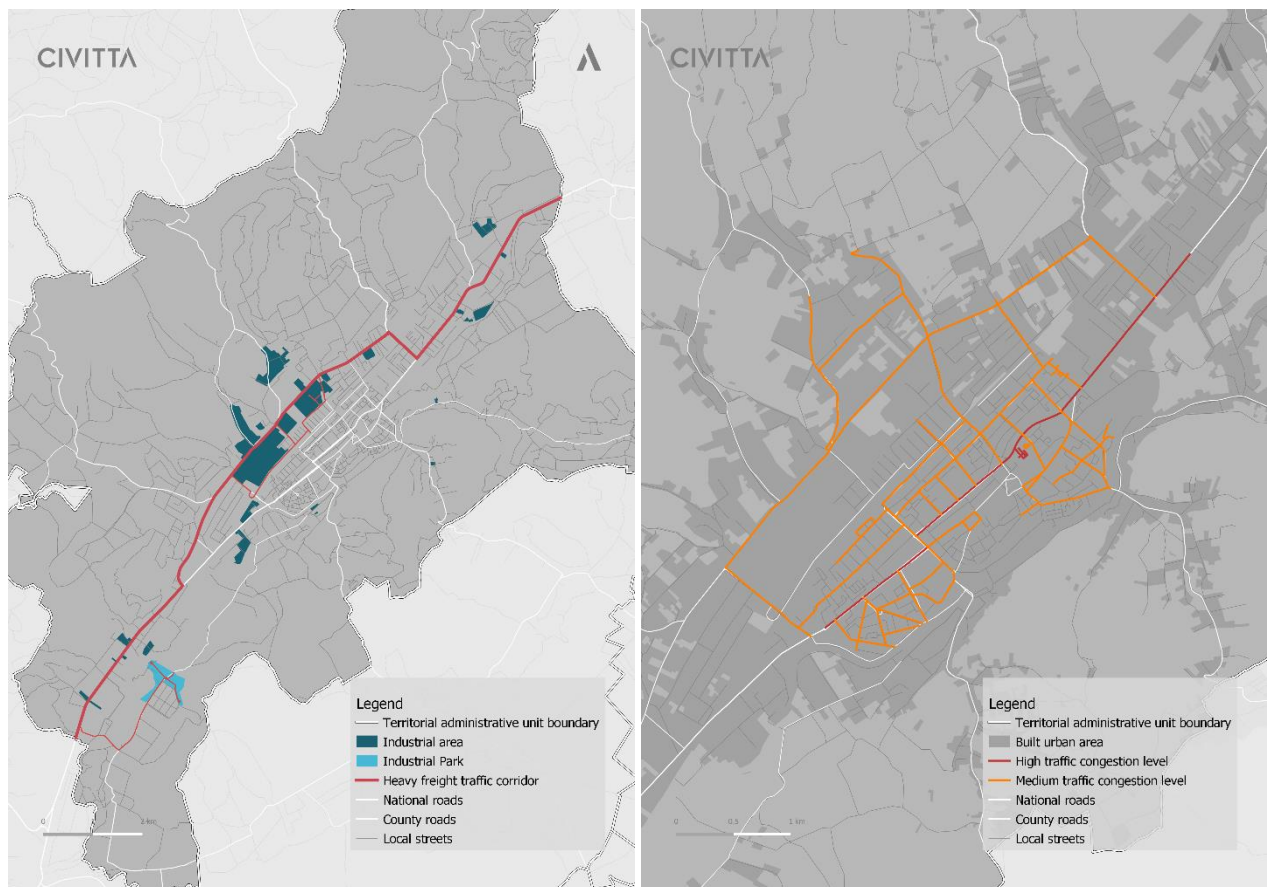 CIVITTA
Legend
Territorial administrative unit boundary
Industrial area
Industrial Park
Heavy freight traffic corridor
National roads
County roads
Local streets
0 2 km
CIVITTA
Legend
Territorial administrative unit boundary
Built urban area
High traffic congestion level
Medium traffic congestion level
National roads
County roads
Local streets
0 0.5 1 km